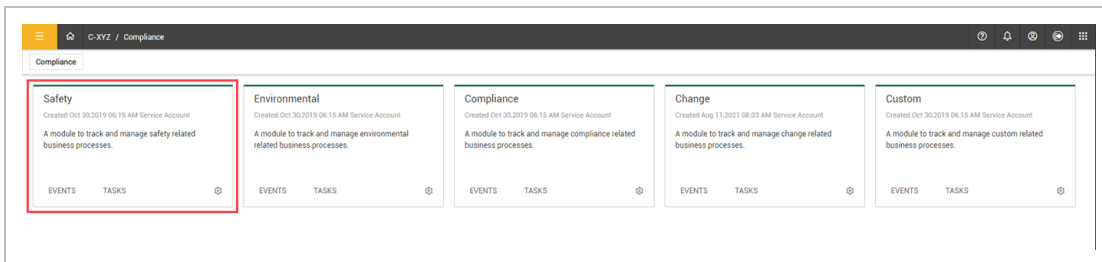 C-XYZ / Compliance
Compliance
Safety
Created Oct 30,2019 06:15 AM Service Account
A module to track and manage safety related
business processes.
EVENTS TASKS
Environmental
Created Oct 30,2019 06:15 AM Service Account
A module to track and manage environmental
related business processes.
EVENTS TASKS
Compliance
Created Oct 30,2019 06:15 AM Service Account
A module to track and manage compliance related
business processes.
EVENTS TASKS
Change
Created Aug 11,2021 08:03 AM Service Account
A module to track and manage change related
business processes.
EVENTS TASKS
Custom
Created Oct 30,2019 06:15 AM Service Account
A module to track and manage custom related
business processes.
EVENTS TASKS